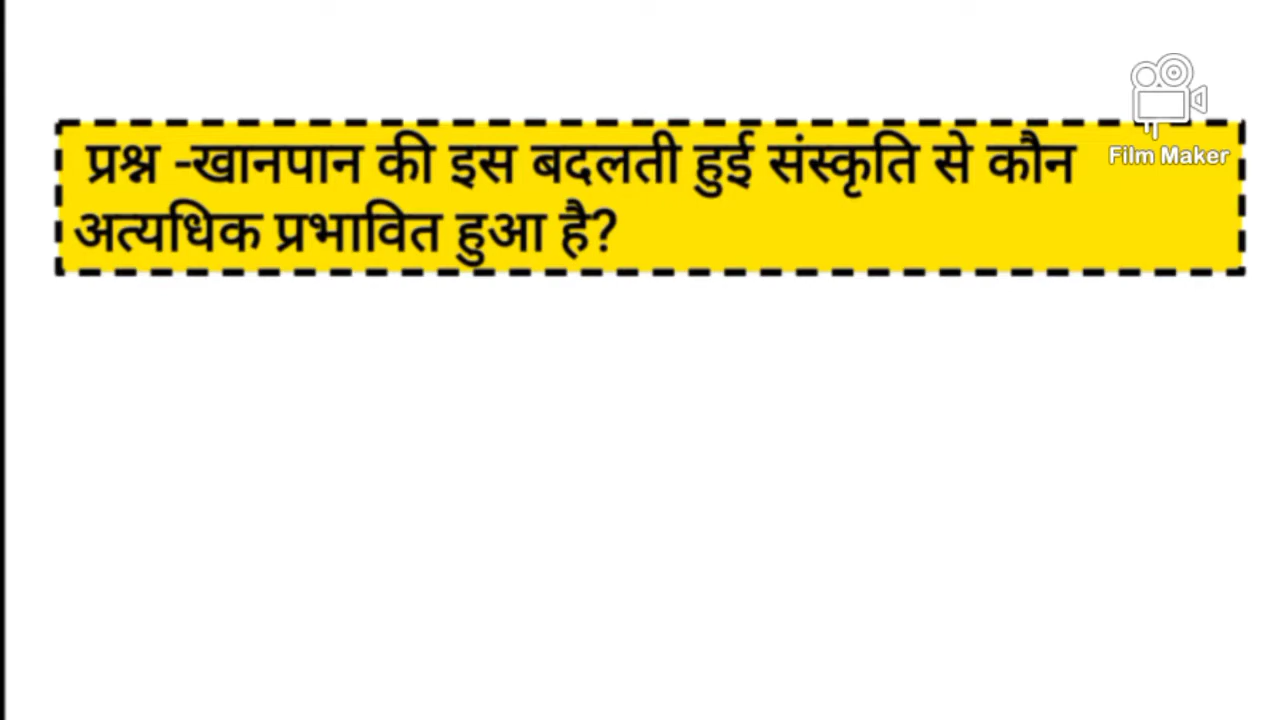 प्रश्न -खानपान की इस बदलती हुई संस्कृति से कौन
अत्यधिक प्रभावित हुआ है?
Film Maker